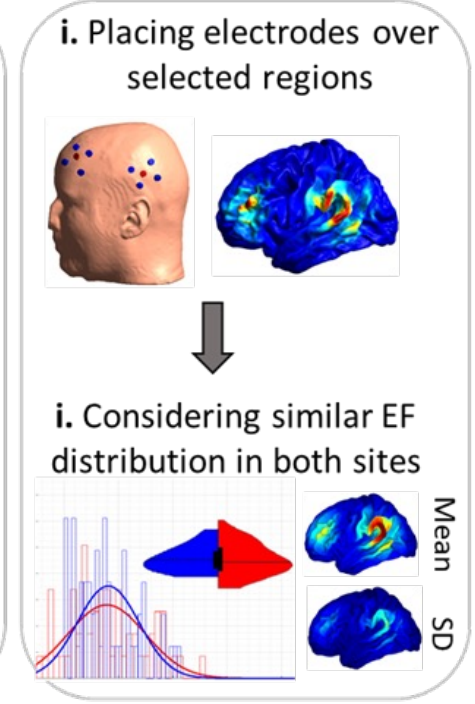 i. Placing electrodes over
selected regions
i. Considering similar EF
distribution in both sites
Mean
SD